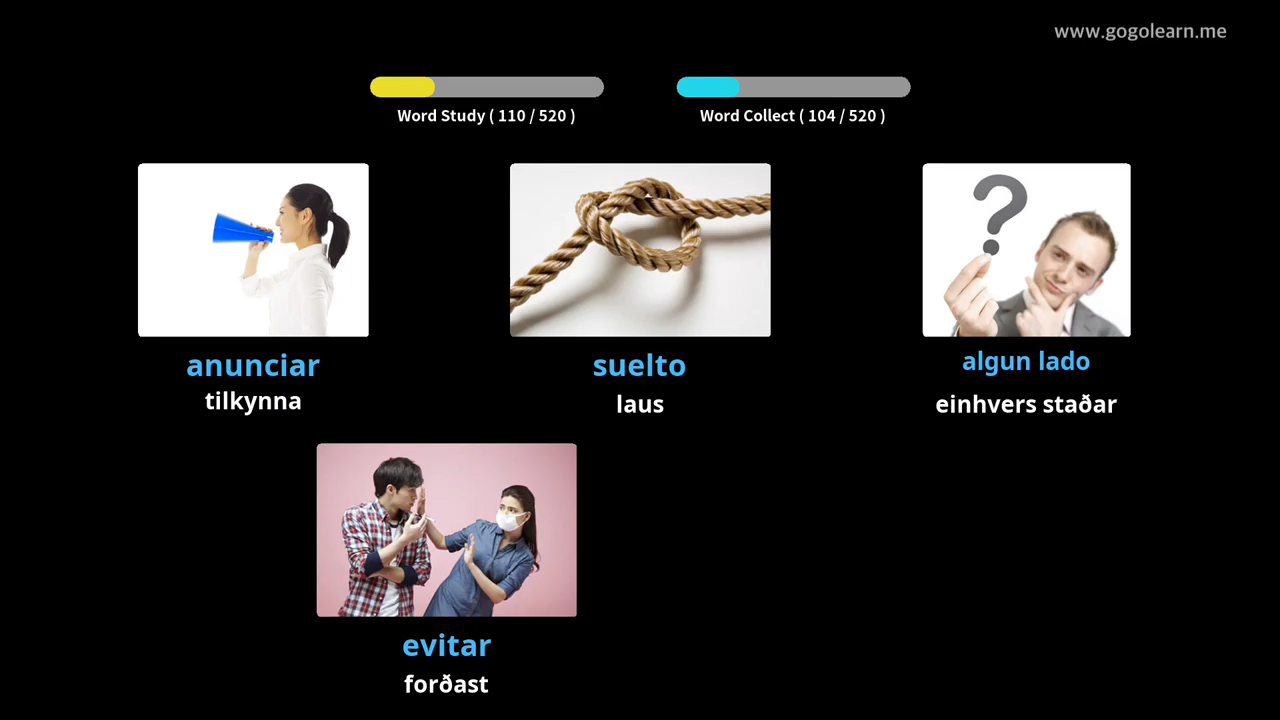 www.gogolearn.me
Word Study ( 110 / 520 )
Word Collect ( 104 / 520 )
anunciar
tilkynna
suelto
laus
algun lado
einhvers staðar
evitar
forðast